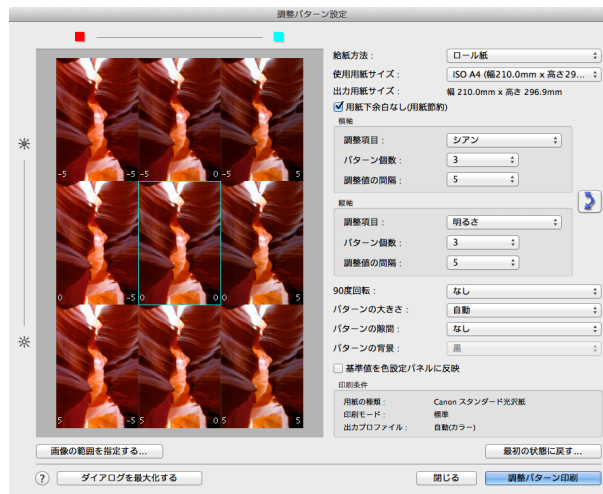 調整パターン設定
給紙方法：
ロール紙
使用用紙サイズ：
ISO A4 (幅210.0mm x 高さ29...
出力用紙サイズ：
幅 210.0mm x 高さ 296.9mm
用紙下余白なし(用紙節約)
横軸
調整項目：
シアン
パターン個数：
3
調整値の間隔：
5
縦軸
調整項目：
明るさ
パターン個数：
3
調整値の間隔：
5
90度回転：
なし
パターンの大きさ：
自動
パターンの隙間：
なし
パターンの背景：
黒
基準値を色設定パネルに反映
印刷条件
用紙の種類：
Canon スタンダード光沢紙
印刷モード：
標準
出力プロファイル：
自動(カラー)
-5 -5 -5 0 -5 5
0 -5 0 0 0 5
5 -5 5 0 5 5
画像の範囲を指定する...
最初の状態に戻す...
?
ダイアログを最大化する
閉じる
調整パターン印刷